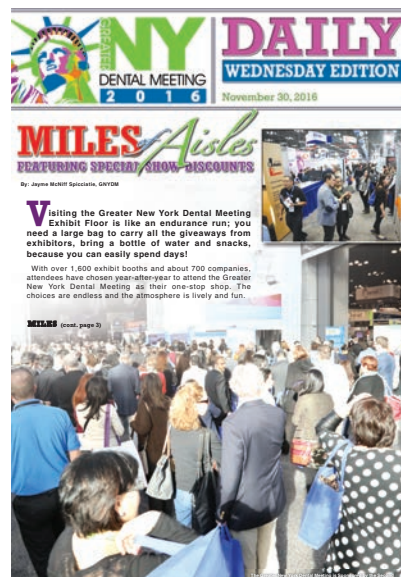 GREATER NY
DENTAL MEETING
2016
DAILY
WEDNESDAY EDITION
November 30, 2016
MILES of Aisles
FEATURING SPECIAL SHOW DISCOUNTS
By: Jayme McNiff Spicciatie, GNYDM
Visiting the Greater New York Dental Meeting
Exhibit Floor is like an endurance run; you
need a large bag to carry all the giveaways from
exhibitors, bring a bottle of water and snacks,
because you can easily spend days!
With over 1,600 exhibit booths and about 700 companies,
attendees have chosen year-after-year to attend the Greater
New York Dental Meeting as their one-stop shop. The
choices are endless and the atmosphere is lively and fun.
MILES (cont. page 3)